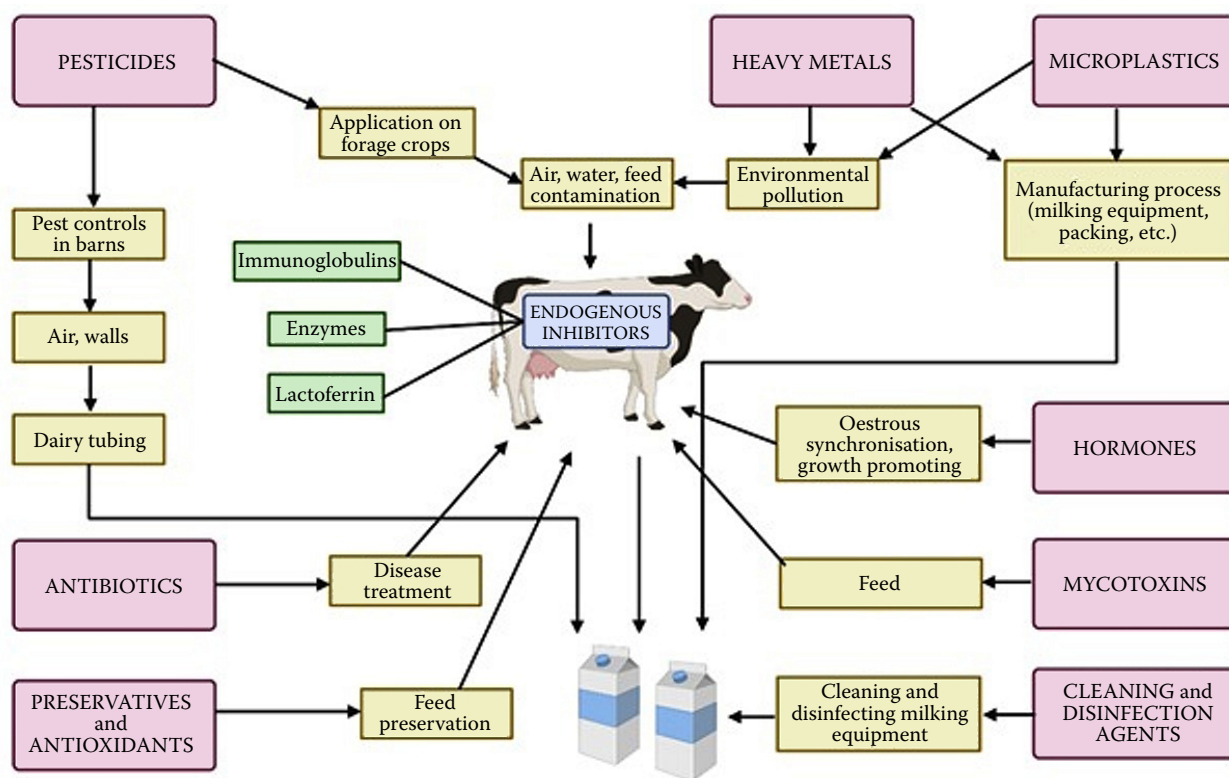 PESTICIDES
HEAVY METALS
MICROPLASTICS
Application on
forage crops
Air, water, feed
contamination
Environmental
pollution
Manufacturing process
(milking equipment,
packing, etc.)
Pest controls
in barns
Immunoglobulins
ENDOGENOUS
INHIBITORS
Enzymes
Air, walls
Lactoferrin
Dairy tubing
Oestrous
synchronisation,
growth promoting
HORMONES
ANTIBIOTICS
Disease
treatment
Feed
MYCOTOXINS
PRESERVATIVES
and
ANTIOXIDANTS
Feed
preservation
Cleaning and
disinfecting milking
equipment
CLEANING and
DISINFECTION
AGENTS